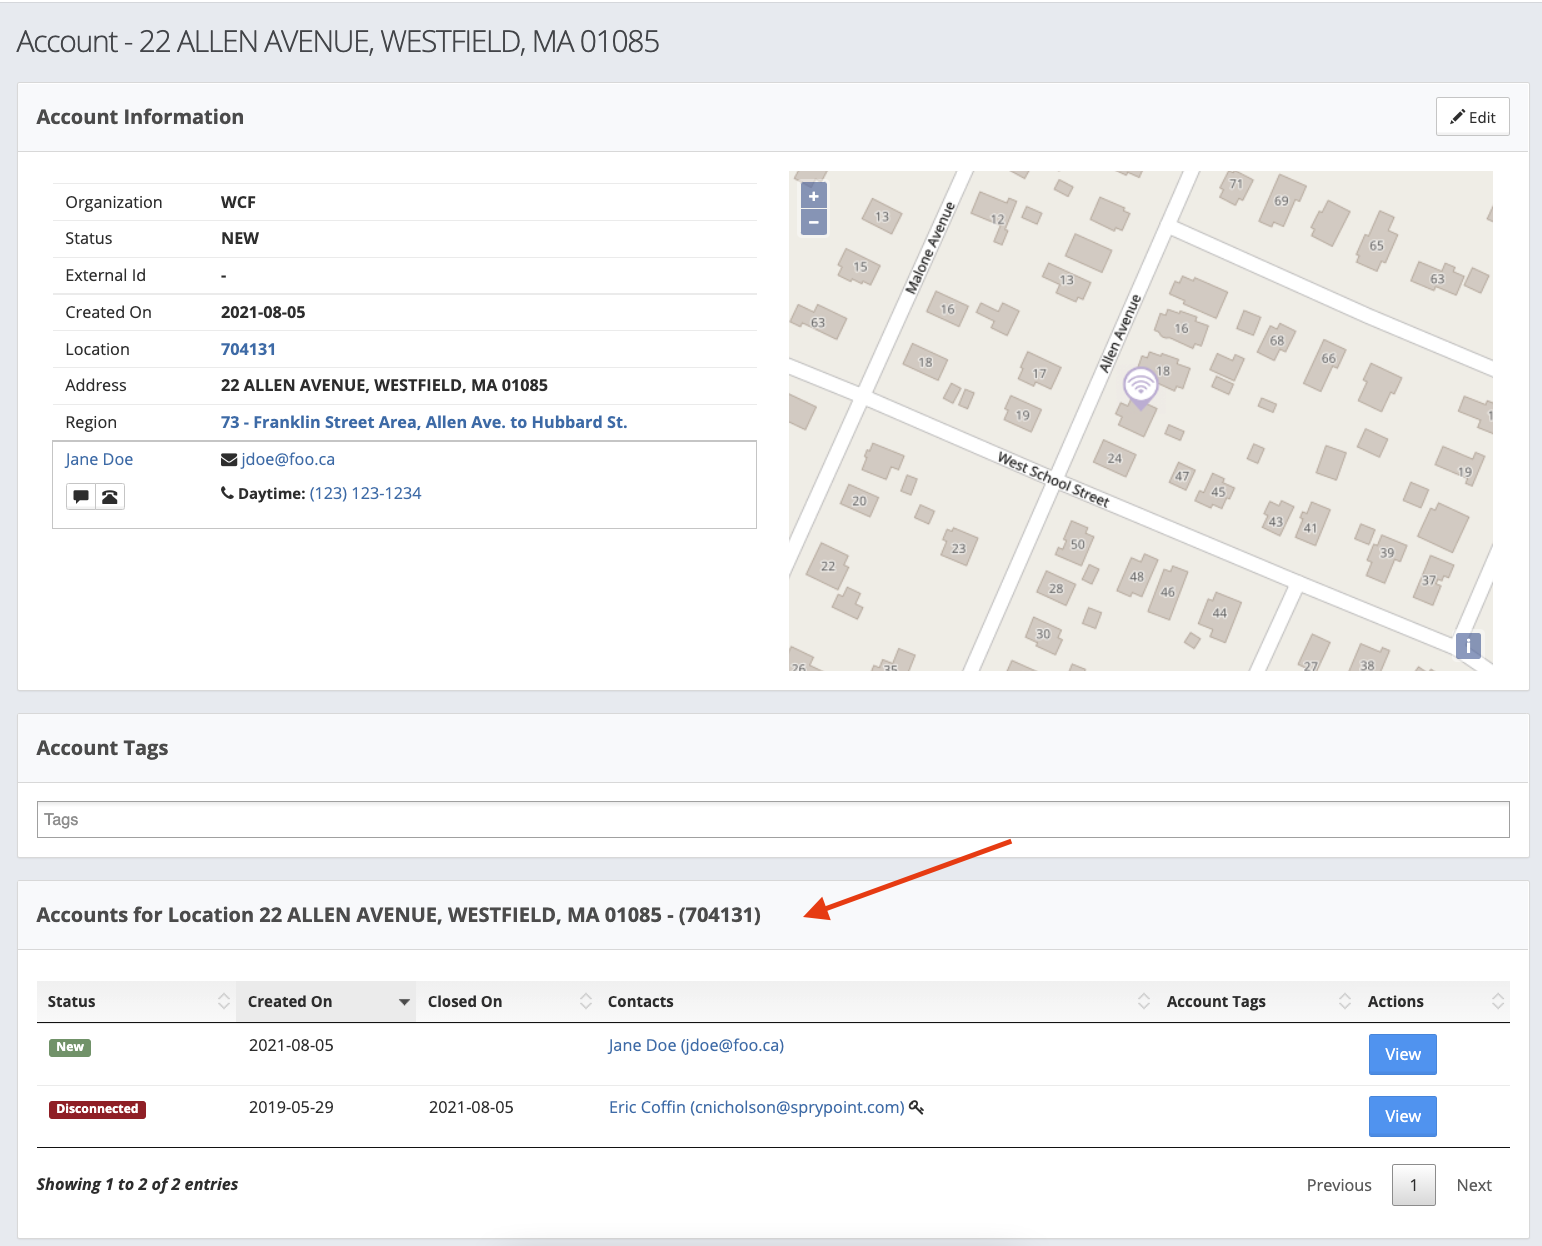 Account - 22 ALLEN AVENUE, WESTFIELD, MA 01085
Account Information
Edit
Organization WCF
Status NEW
External Id -
Created On 2021-08-05
Location 704131
Address 22 ALLEN AVENUE, WESTFIELD, MA 01085
Region 73 - Franklin Street Area, Allen Ave. to Hubbard St.
Jane Doe jdoe@foo.ca
Daytime: (123) 123-1234
+
−
71
69
13
12
65
Malone Avenue
15
13
63
16
Allen Avenue
63
16
68
66
18
17
18
19
West School Street
24
47
45
19
20
43
41
23
50
39
22
48
46
37
28
44
30
26
35
27
38
i
Account Tags
Tags
Accounts for Location 22 ALLEN AVENUE, WESTFIELD, MA 01085 - (704131)
Status Created On Closed On Contacts Account Tags Actions
New 2021-08-05 Jane Doe (jdoe@foo.ca) View
Disconnected 2019-05-29 2021-08-05 Eric Coffin (cnicholson@sprypoint.com) View
Showing 1 to 2 of 2 entries
Previous 1 Next